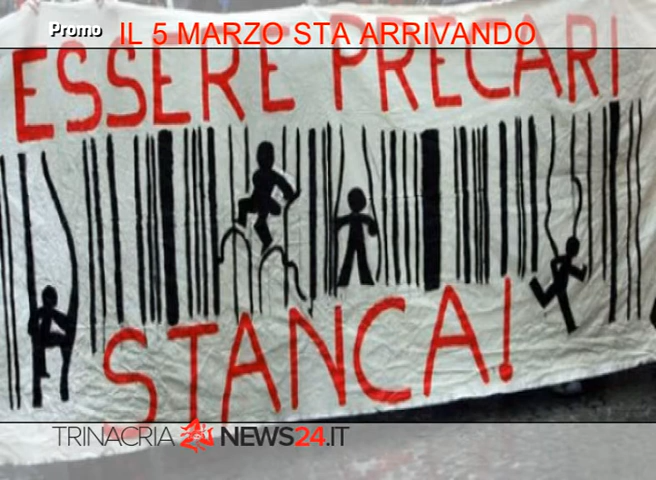 Promo IL 5 MARZO STA ARRIVANDO
ESSERE PRECARI
STANCA!
TRINACRIA NEWS24.IT